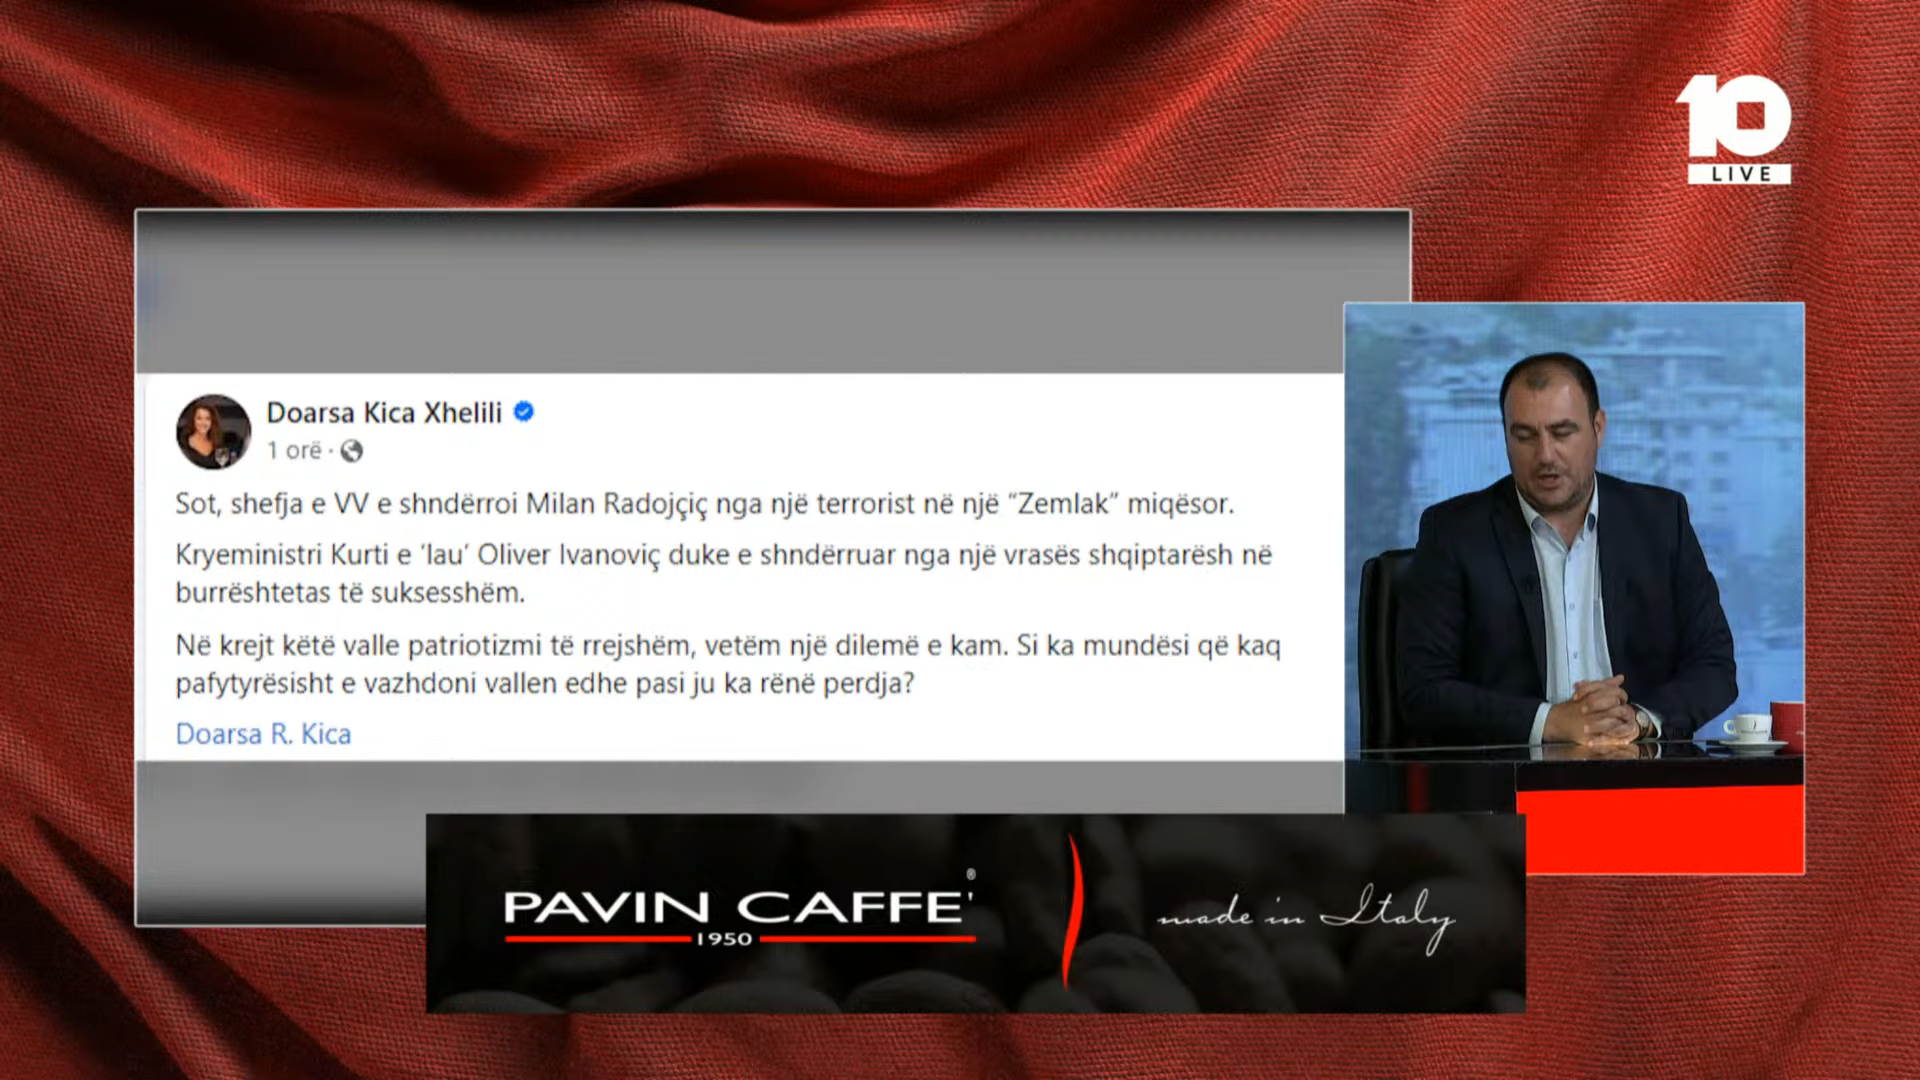 10
LIVE
Doarsa Kica Xhelili
1 orë ·
Sot, shefja e VV e shndërroi Milan Radojçiç nga një terrorist në një “Zemlak” miqësor.
Kryeministri Kurti e ‘lau’ Oliver Ivanoviç duke e shndërruar nga një vrasës shqiptarësh në
burrështetas të suksesshëm.
Në krejt këtë valle patriotizmi të rrejshëm, vetëm një dilemë e kam. Si ka mundësi që kaq
pafytyrësisht e vazhdoni vallen edhe pasi ju ka rënë perdja?
Doarsa R. Kica
PAVIN CAFFE'®
1950
made in Italy